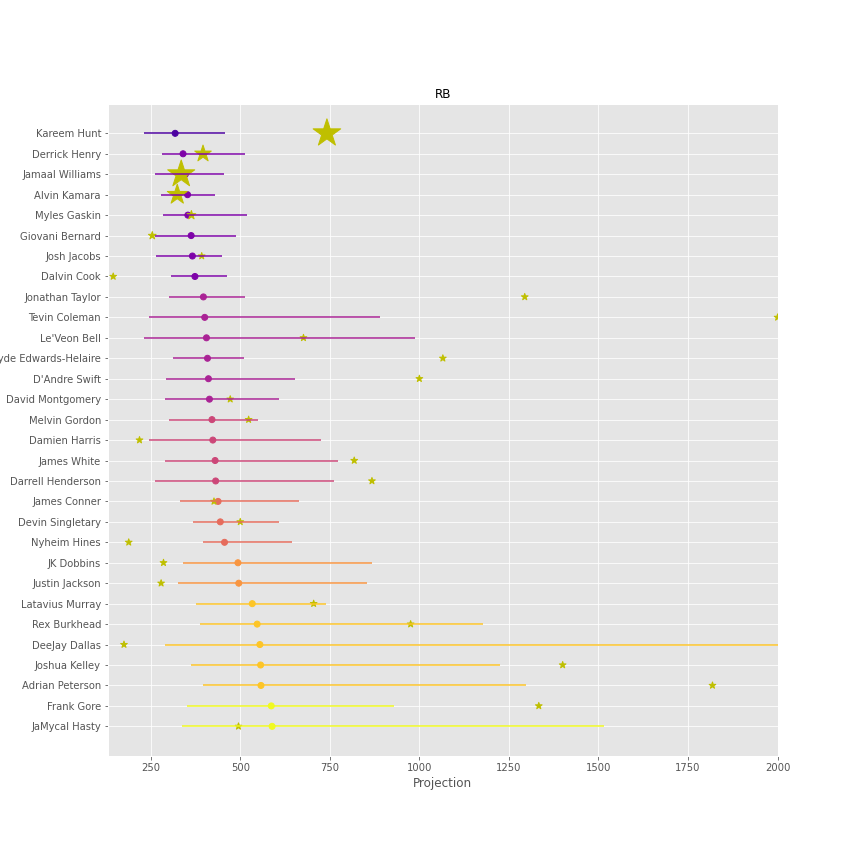 RB
Kareem Hunt
Derrick Henry
Jamaal Williams
Alvin Kamara
Myles Gaskin
Giovani Bernard
Josh Jacobs
Dalvin Cook
Jonathan Taylor
Tevin Coleman
Le'Veon Bell
yde Edwards-Helaire
D'Andre Swift
David Montgomery
Melvin Gordon
Damien Harris
James White
Darrell Henderson
James Conner
Devin Singletary
Nyheim Hines
JK Dobbins
Justin Jackson
Latavius Murray
Rex Burkhead
DeeJay Dallas
Joshua Kelley
Adrian Peterson
Frank Gore
JaMycal Hasty
250 500 750 1000 1250 1500 1750 2000
Projection